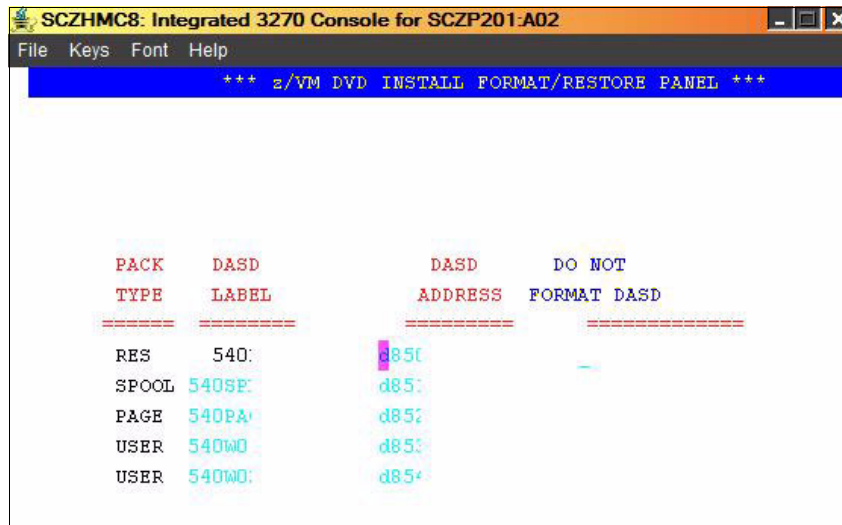 SCZHMC8: Integrated 3270 Console for SCZP201:A02
File Keys Font Help
*** z/VM DVD INSTALL FORMAT/RESTORE PANEL ***
PACK DASD DASD DO NOT
TYPE LABEL ADDRESS FORMAT DASD
====== ======== ========= =============
RES
SPOOL
PAGE
USER
USER